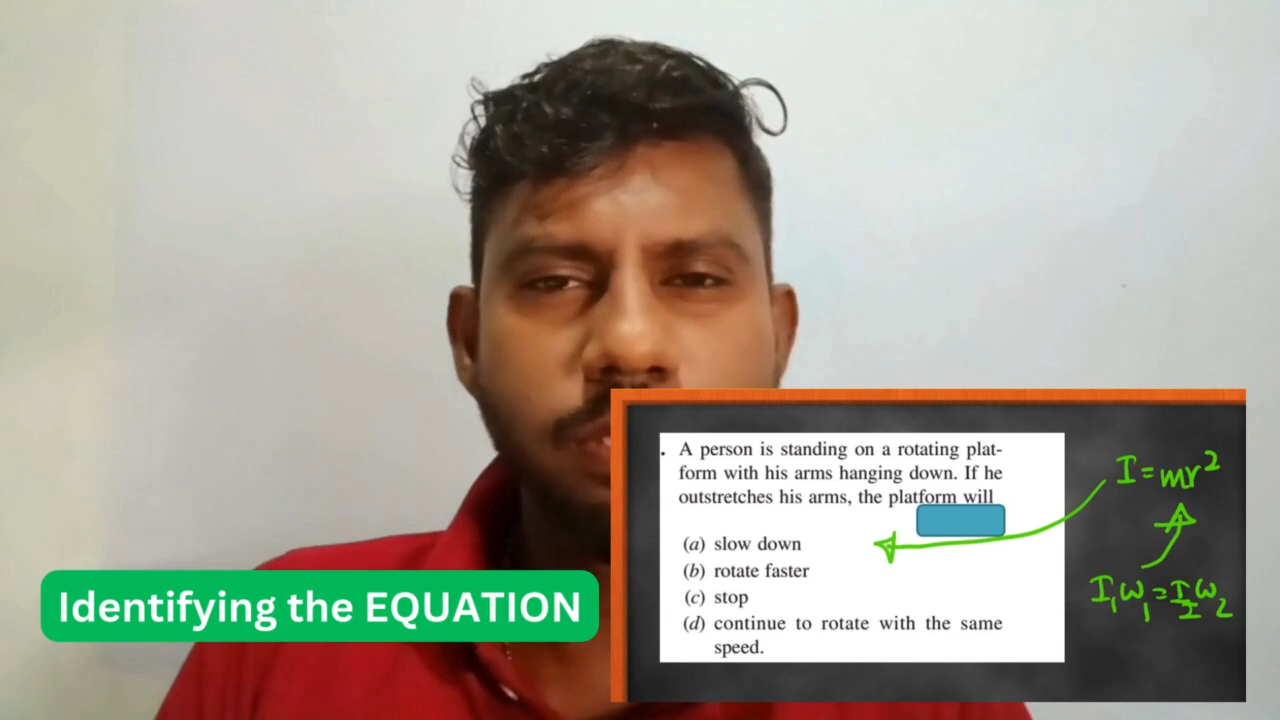 . A person is standing on a rotating plat-
form with his arms hanging down. If he
outstretches his arms, the platform will
(a) slow down
(b) rotate faster
(c) stop
(d) continue to rotate with the same
speed.
I=mr²
I₁ω₁=I₂ω₂
Identifying the EQUATION